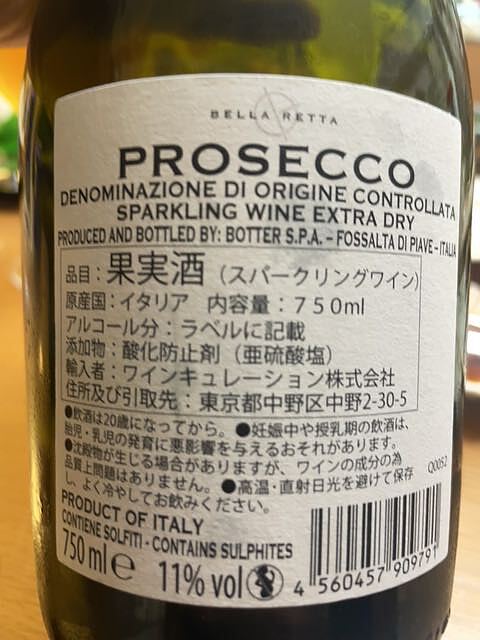 BELLA RETTA
PROSECCO
DENOMINAZIONE DI ORIGINE CONTROLLATA
SPARKLING WINE EXTRA DRY
PRODUCED AND BOTTLED BY: BOTTER S.P.A. – FOSSALTA DI PIAVE – ITALIA
品目：果実酒（スパークリングワイン）
原産国：イタリア　内容量：７５０ml
アルコール分：ラベルに記載
添加物：酸化防止剤（亜硫酸塩）
輸入者：ワインキュレーション株式会社
住所及び引取先：東京都中野区中野2-30-5
●飲酒は20歳になってから。●妊娠中や授乳期の飲酒は、
胎児・乳児の発育に悪影響を与えるおそれがあります。
●沈殿物が生じる場合がありますが、ワインの成分の為
品質上問題はありません。●高温・直射日光を避けて保存
し、よく冷やしてお飲みください。
Q0052
PRODUCT OF ITALY
CONTIENE SOLFITI - CONTAINS SULPHITES
750 ml e 11% vol
4 560457 909791